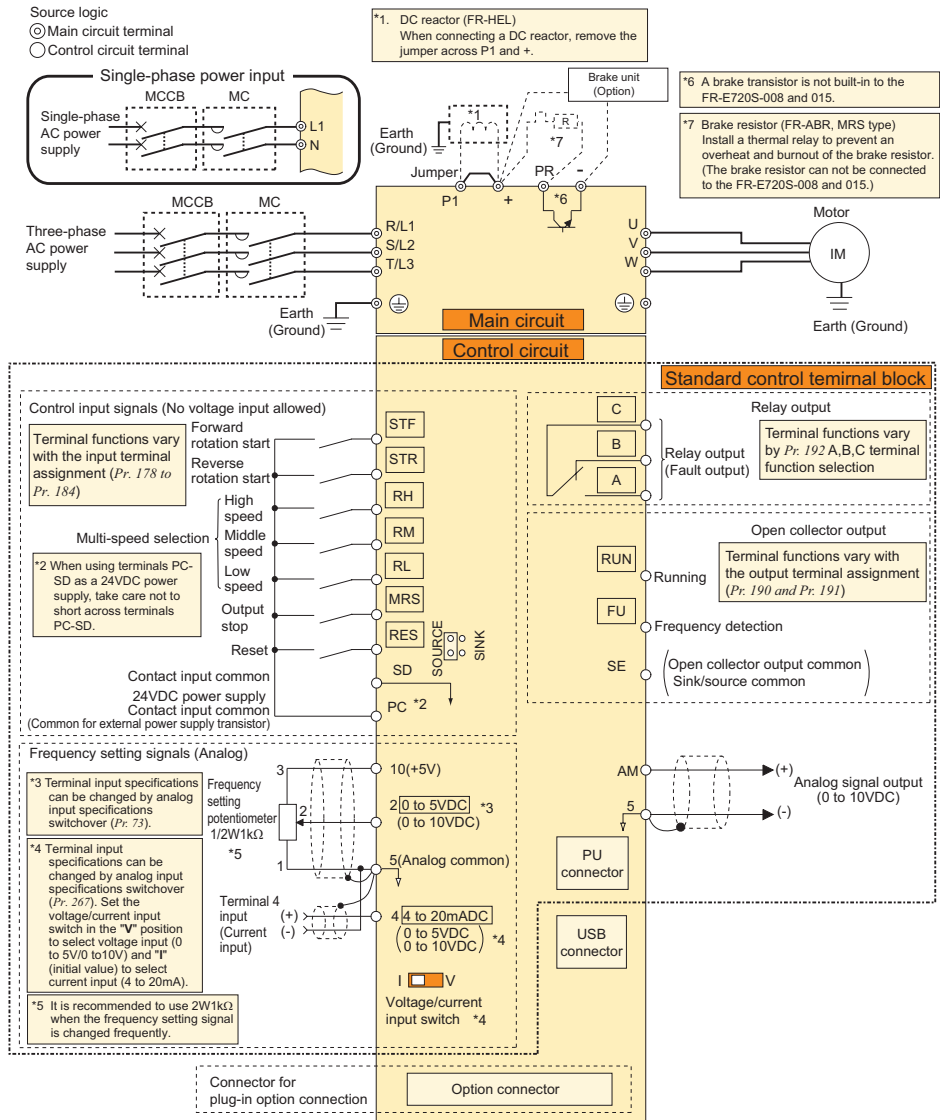 Source logic
Main circuit terminal
Control circuit terminal
Single-phase power input
MCCB
MC
Single-phase
AC power
supply
L1
N
*1. DC reactor (FR-HEL)
When connecting a DC reactor, remove the
jumper across P1 and +.
Brake unit
(Option)
*6 A brake transistor is not built-in to the
FR-E720S-008 and 015.
*7 Brake resistor (FR-ABR, MRS type)
Install a thermal relay to prevent an
overheat and burnout of the brake resistor.
(The brake resistor can not be connected
to the FR-E720S-008 and 015.)
*1
R
*7
Earth
(Ground)
Jumper
P1
+
PR
-
*6
MCCB
MC
Three-phase
AC power
supply
R/L1
S/L2
T/L3
U
V
W
Motor
IM
Earth
(Ground)
Earth (Ground)
Main circuit
Control circuit
Standard control temirnal block
Control input signals (No voltage input allowed)
Terminal functions vary
with the input terminal
assignment (Pr. 178 to
Pr. 184)
Forward
rotation start
Reverse
rotation start
Multi-speed selection
High
speed
Middle
speed
Low
speed
Output
stop
Reset
*2 When using terminals PC-
SD as a 24VDC power
supply, take care not to
short across terminals
PC-SD.
Contact input common
24VDC power supply
Contact input common
(Common for external power supply transistor)
STF
STR
RH
RM
RL
MRS
RES
SD
PC *2
SOURCE
SINK
C
B
A
Relay output
Relay output
(Fault output)
Terminal functions vary
by Pr. 192 A,B,C terminal
function selection
Open collector output
RUN
Running
Terminal functions vary with
the output terminal assignment
(Pr. 190 and Pr. 191)
FU
Frequency detection
SE
Open collector output common
Sink/source common
Frequency setting signals (Analog)
*3 Terminal input specifications
can be changed by analog
input specifications
switchover (Pr. 73).
*4 Terminal input
specifications can be
changed by analog input
specifications switchover
(Pr. 267). Set the
voltage/current input
switch in the "V" position
to select voltage input (0
to 5V/0 to10V) and "I"
(initial value) to select
current input (4 to 20mA).
*5 It is recommended to use 2W1kΩ
when the frequency setting signal
is changed frequently.
Frequency
setting
potentiometer
1/2W1kΩ
*5
3
2
1
Terminal 4
input
(Current
input)
(+)
(-)
10(+5V)
2 0 to 5VDC *3
(0 to 10VDC)
5(Analog common)
4 4 to 20mADC
0 to 5VDC
0 to 10VDC *4
I V
Voltage/current
input switch *4
AM
5
(+)
(-)
Analog signal output
(0 to 10VDC)
PU
connector
USB
connector
Connector for
plug-in option connection
Option connector